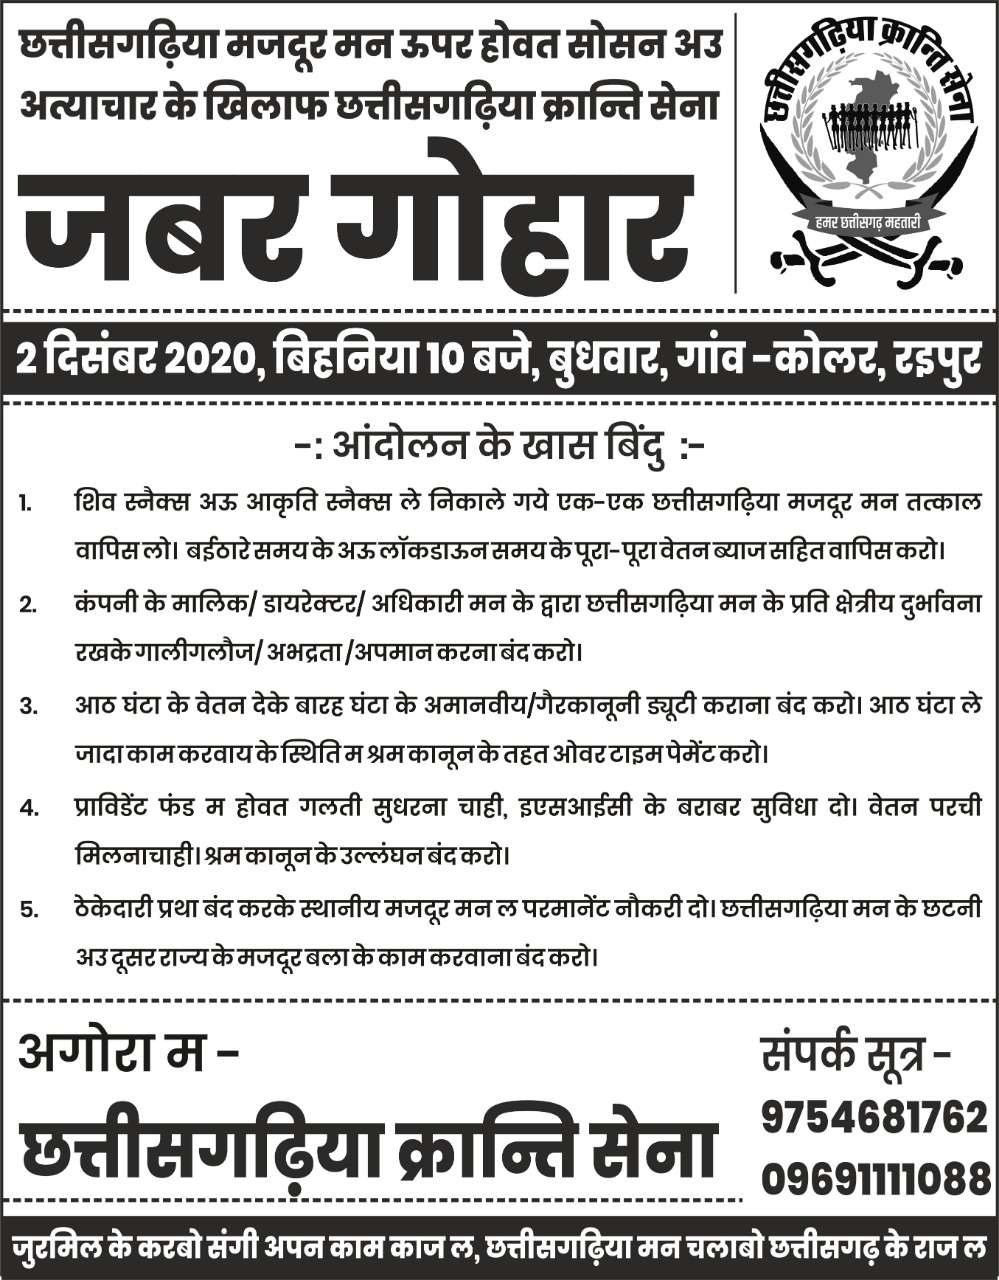 छत्तीसगढ़िया मजदूर मन ऊपर होवत सोसन अउ
अत्याचार के खिलाफ छत्तीसगढ़िया क्रान्ति सेना
जबर गोहार
छत्तीसगढ़िया क्रान्ति सेना
हमर छत्तीसगढ़ महतारी
2 दिसंबर 2020, बिहनिया 10 बजे, बुधवार, गांव -कोलर, रइपुर
-: आंदोलन के खास बिंदु :-
1. शिव स्नैक्स अऊ आकृति स्नैक्स ले निकाले गये एक-एक छत्तीसगढ़िया मजदूर मन तत्काल
वापिस लो। बईठारे समय के अऊ लॉकडाऊन समय के पूरा-पूरा वेतन ब्याज सहित वापिस करो।
2. कंपनी के मालिक/ डायरेक्टर/ अधिकारी मन के द्वारा छत्तीसगढ़िया मन के प्रति क्षेत्रीय दुर्भावना
रखके गालीगलौज/ अभद्रता /अपमान करना बंद करो।
3. आठ घंटा के वेतन देके बारह घंटा के अमानवीय/गैरकानूनी ड्यूटी कराना बंद करो। आठ घंटा ले
जादा काम करवाय के स्थिति म श्रम कानून के तहत ओवर टाइम पेमेंट करो।
4. प्राविडेंट फंड म होवत गलती सुधरना चाही, इएसआईसी के बराबर सुविधा दो। वेतन परची
मिलना चाही। श्रम कानून के उल्लंघन बंद करो।
5. ठेकेदारी प्रथा बंद करके स्थानीय मजदूर मन ल परमानेंट नौकरी दो। छत्तीसगढ़िया मन के छटनी
अउ दूसर राज्य के मजदूर बला के काम करवाना बंद करो।
अगोरा म -
छत्तीसगढ़िया क्रान्ति सेना
संपर्क सूत्र -
9754681762
09691111088
जुरमिल के करबो संगी अपन काम काज ल, छत्तीसगढ़िया मन चलाबो छत्तीसगढ़ के राज ल